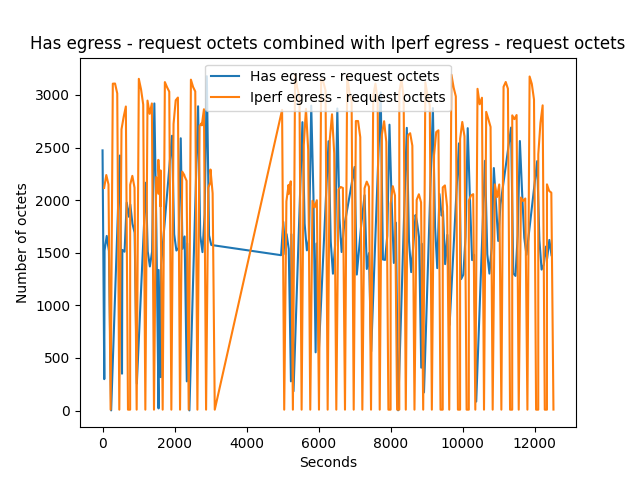 Has egress - request octets combined with Iperf egress - request octets
Has egress - request octets
Iperf egress - request octets
Number of octets
3000
2500
2000
1500
1000
500
0
0 2000 4000 6000 8000 10000 12000
Seconds